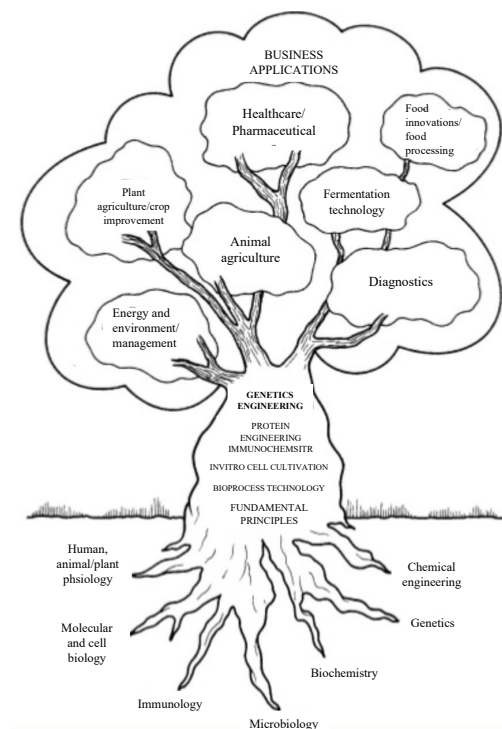 BUSINESS
APPLICATIONS
Healthcare/
Pharmaceutical
Food
innovations/
food
processing
Plant
agriculture/crop
improvement
Fermentation
technology
Animal
agriculture
Diagnostics
Energy and
environment/
management
GENETICS
ENGINEERING
PROTEIN
ENGINEERING
IMMUNOCHEMSITR
INVITRO CELL CULTIVATION
BIOPROCESS TECHNOLOGY
FUNDAMENTAL
PRINCIPLES
Human,
animal/plant
phsiology
Chemical
engineering
Molecular
and cell
biology
Genetics
Biochemistry
Immunology
Microbiology